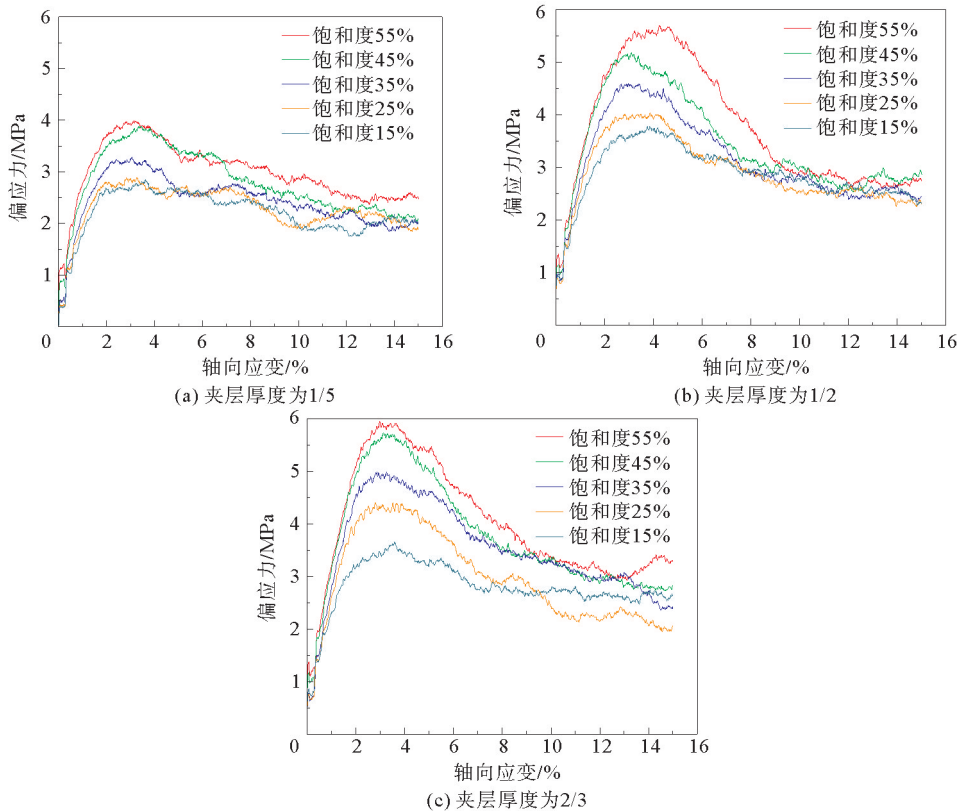 6
5
4
3
2
1
0
偏应力/MPa
饱和度55%
饱和度45%
饱和度35%
饱和度25%
饱和度15%
2 4 6 8 10 12 14 16
轴向应变/%
(a) 夹层厚度为1/5
6
5
4
3
2
1
0
偏应力/MPa
饱和度55%
饱和度45%
饱和度35%
饱和度25%
饱和度15%
2 4 6 8 10 12 14 16
轴向应变/%
(b) 夹层厚度为1/2
6
5
4
3
2
1
0
偏应力/MPa
饱和度55%
饱和度45%
饱和度35%
饱和度25%
饱和度15%
2 4 6 8 10 12 14 16
轴向应变/%
(c) 夹层厚度为2/3